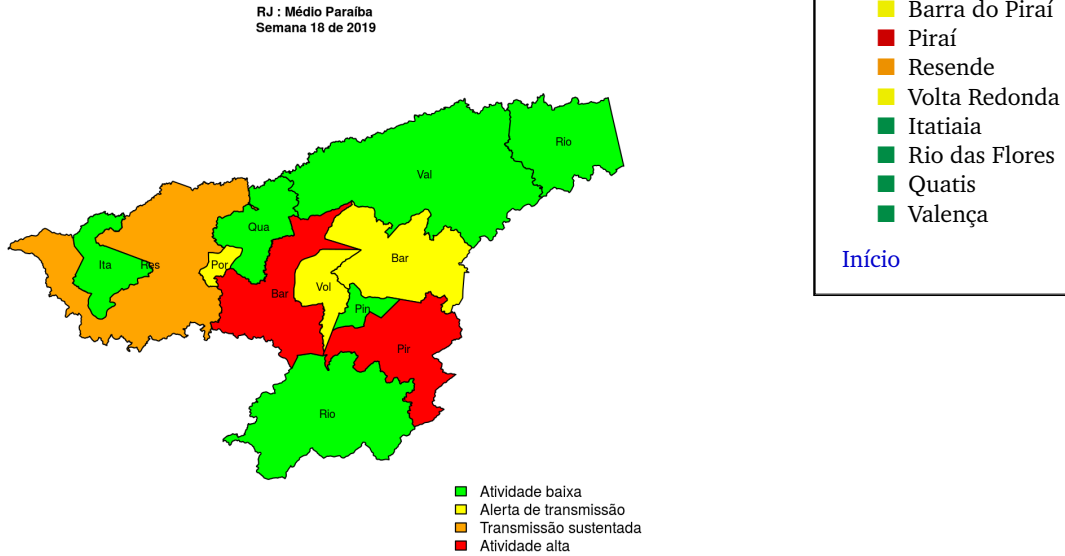 RJ : Médio Paraíba
Semana 18 de 2019
Rio
Val
Qua
Bar
Ita
Res
Por
Bar
Vol
Pin
Pir
Rio
Atividade baixa
Alerta de transmissão
Transmissão sustentada
Atividade alta
Barra do Piraí
Piraí
Resende
Volta Redonda
Itatiaia
Rio das Flores
Quatis
Valença
Início